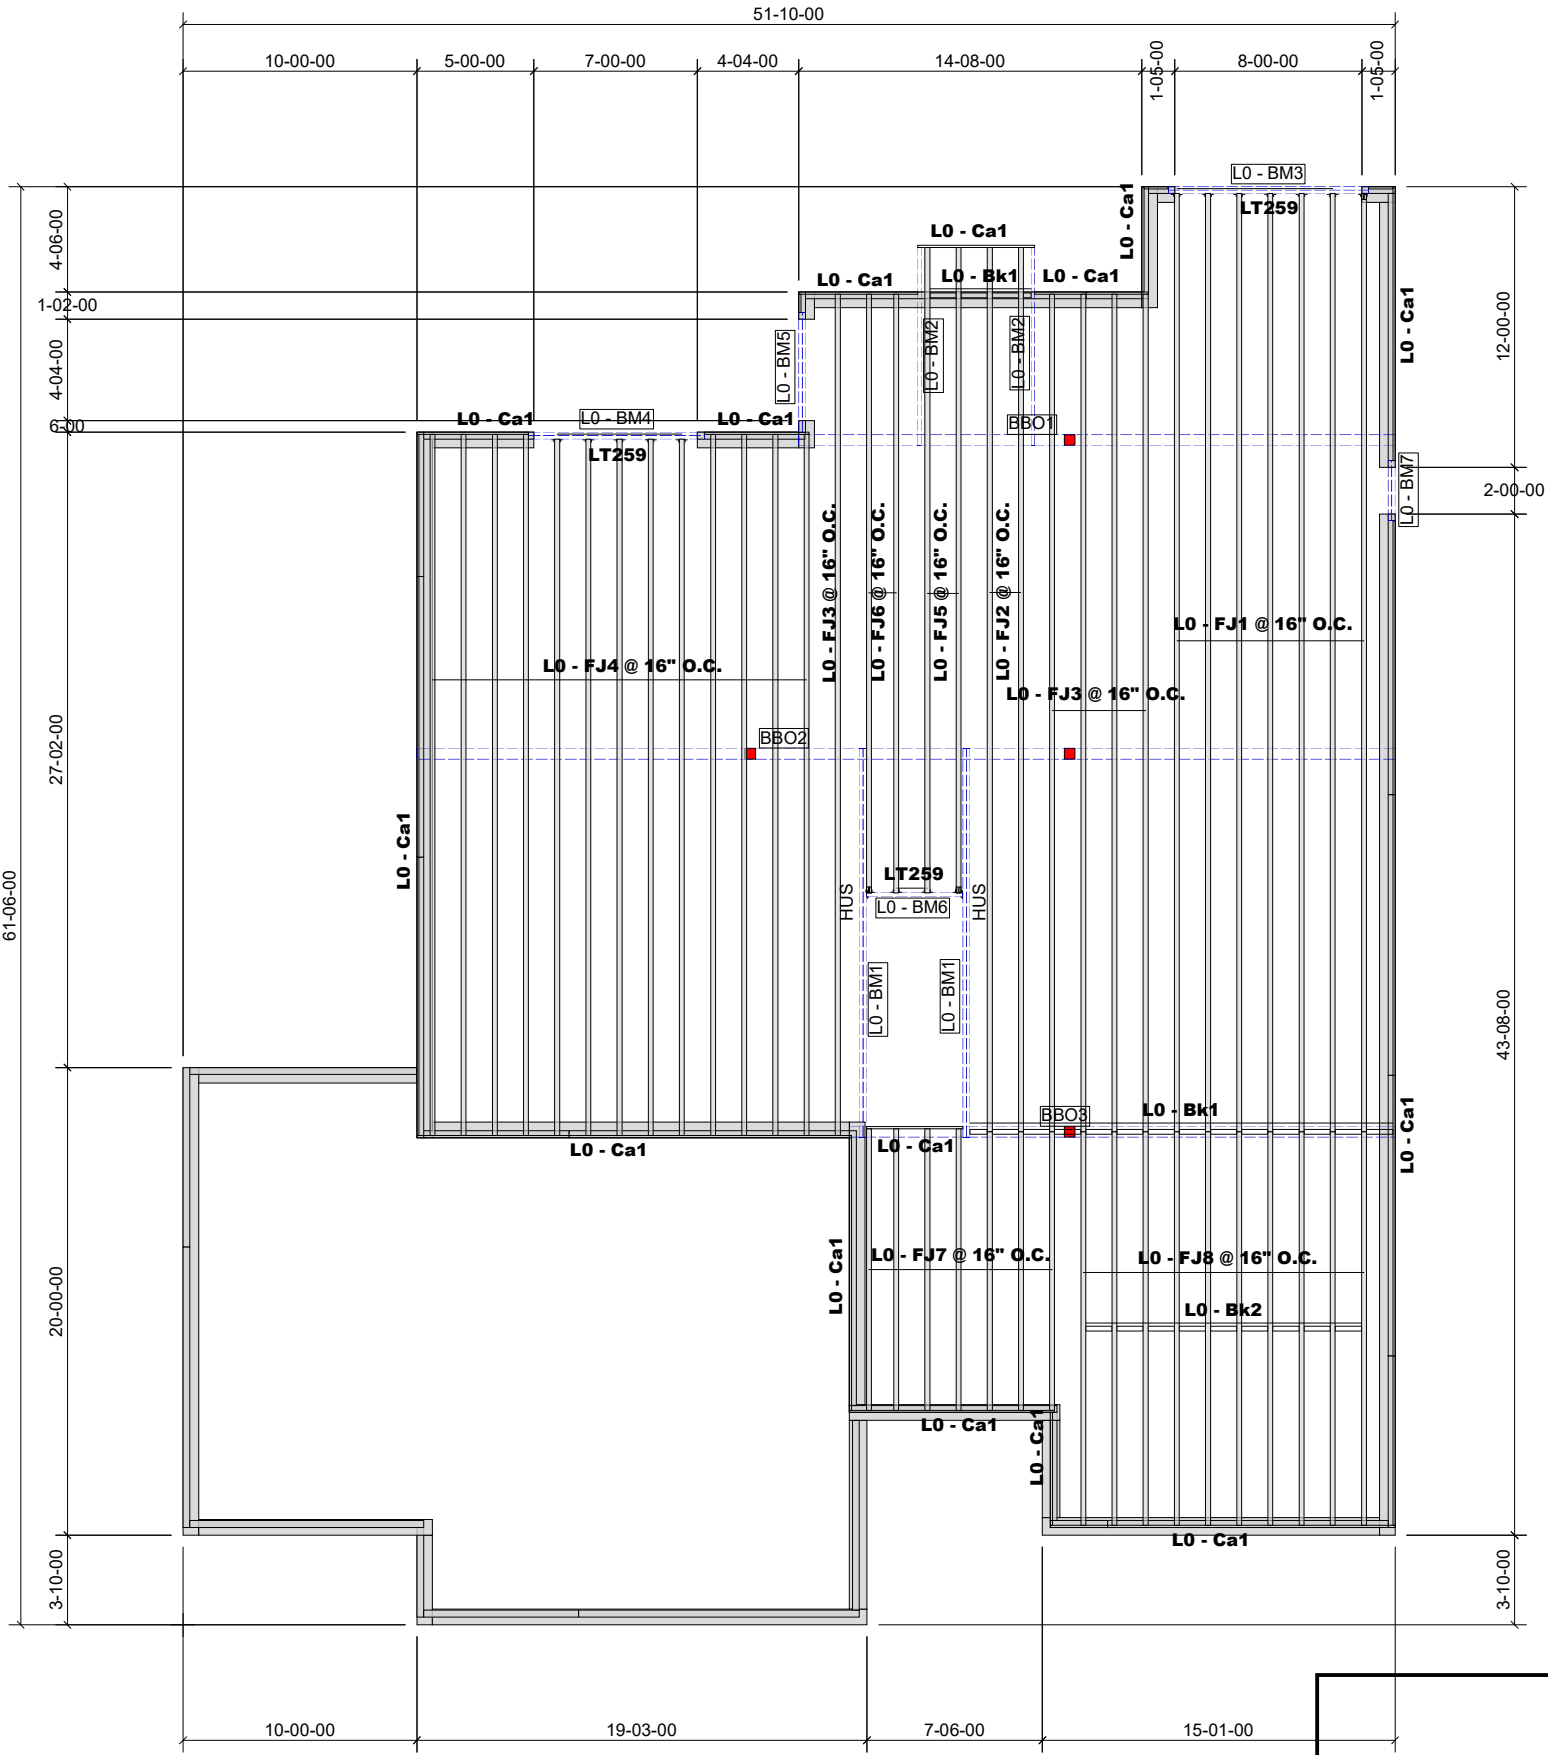 51-10-00
10-00-00
5-00-00
7-00-00
4-04-00
14-08-00
1-05-00
8-00-00
1-05-00
L0 - BM3
LT259
L0 - Ca1
L0 - Ca1
L0 - Ca1
L0 - Bk1
L0 - Ca1
L0 - Ca1
4-06-00
1-02-00
4-04-00
6-00
12-00-00
2-00-00
L0 - BM5
L0 - BM2
L0 - BM2
L0 - Ca1
L0 - BM4
L0 - Ca1
LT259
BBO1
L0 - BM7
L0 - FJ3 @ 16" O.C.
L0 - FJ6 @ 16" O.C.
L0 - FJ5 @ 16" O.C.
L0 - FJ2 @ 16" O.C.
L0 - FJ1 @ 16" O.C.
L0 - FJ4 @ 16" O.C.
L0 - FJ3 @ 16" O.C.
27-02-00
BBO2
L0 - Ca1
61-06-00
LT259
HUS
L0 - BM6
HUS
L0 - BM1
L0 - BM1
43-08-00
BBO3
L0 - Bk1
L0 - Ca1
L0 - Ca1
L0 - Ca1
L0 - Ca1
L0 - FJ7 @ 16" O.C.
L0 - FJ8 @ 16" O.C.
20-00-00
L0 - Bk2
L0 - Ca1
L0 - Ca1
L0 - Ca1
3-10-00
3-10-00
10-00-00
19-03-00
7-06-00
15-01-00